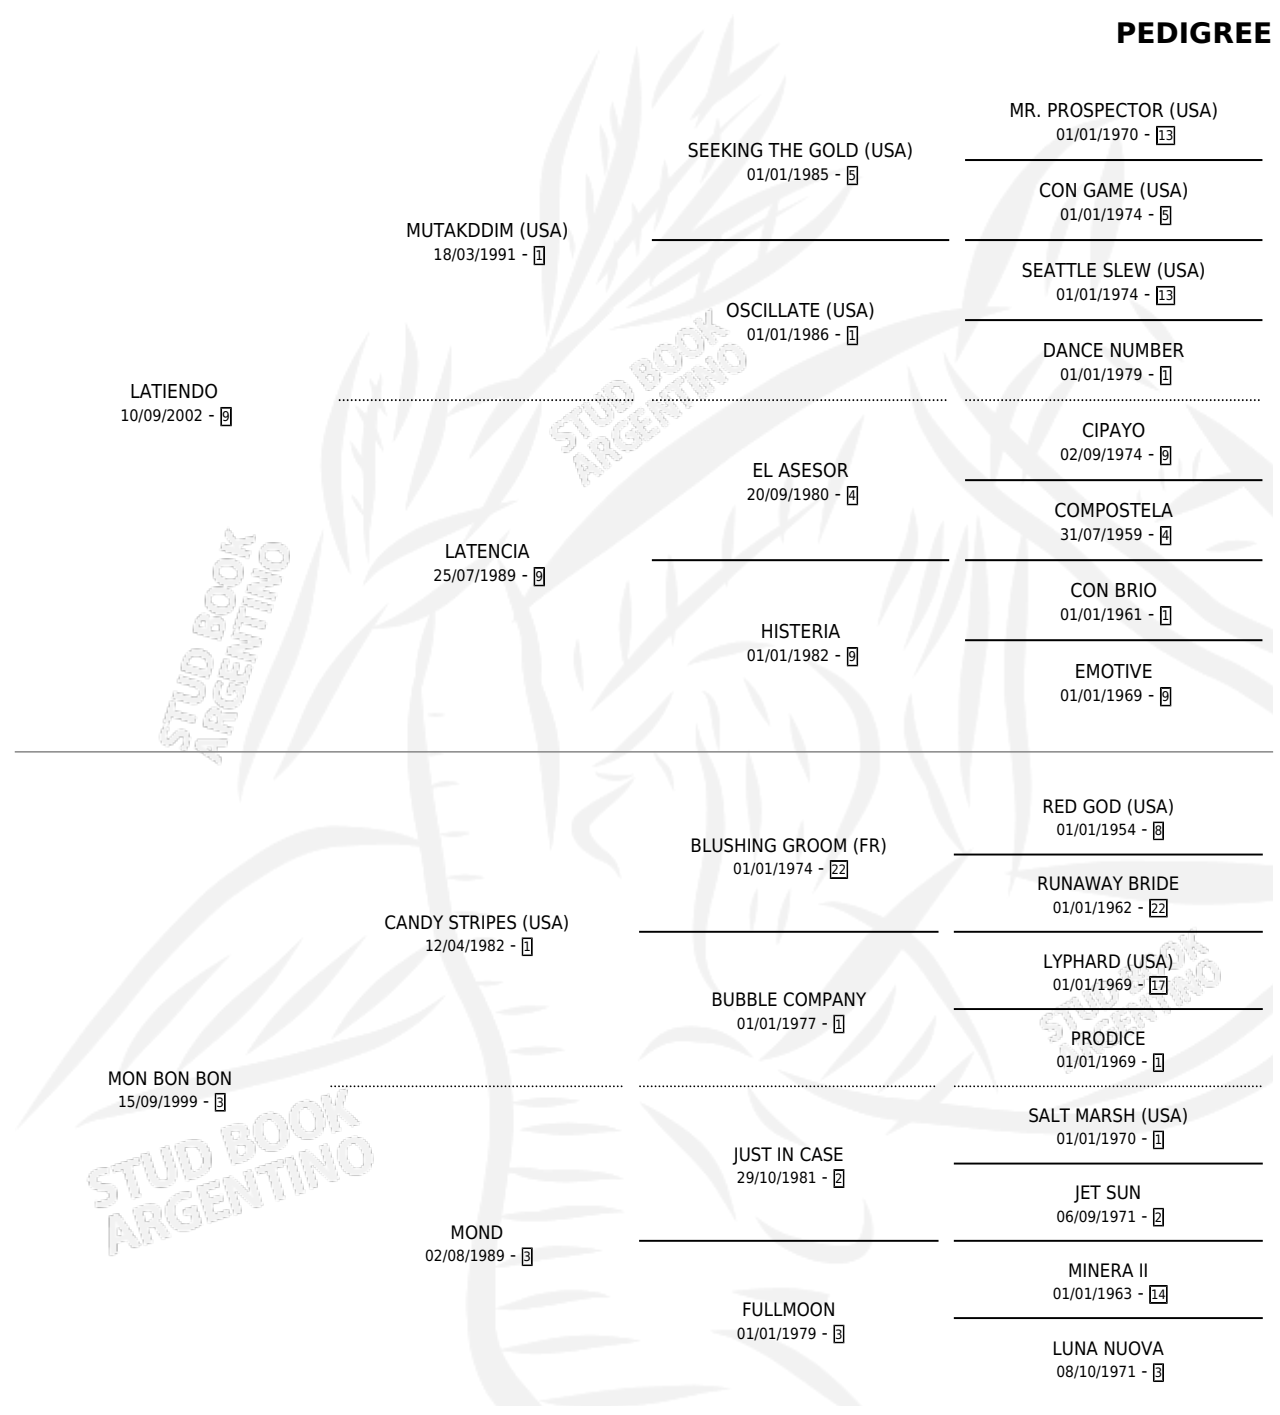 PEDIGREE
MR. PROSPECTOR (USA)
01/01/1970 - 13
SEEKING THE GOLD (USA)
01/01/1985 - 5
CON GAME (USA)
01/01/1974 - 5
MUTAKDDIM (USA)
18/03/1991 - 1
SEATTLE SLEW (USA)
01/01/1974 - 13
OSCILLATE (USA)
01/01/1986 - 1
DANCE NUMBER
01/01/1979 - 1
LATIENDO
10/09/2002 - 9
CIPAYO
02/09/1974 - 9
EL ASESOR
20/09/1980 - 4
COMPOSTELA
31/07/1959 - 4
LATENCIA
25/07/1989 - 9
CON BRIO
01/01/1961 - 1
HISTERIA
01/01/1982 - 9
EMOTIVE
01/01/1969 - 9
RED GOD (USA)
01/01/1954 - 8
BLUSHING GROOM (FR)
01/01/1974 - 22
RUNAWAY BRIDE
01/01/1962 - 22
CANDY STRIPES (USA)
12/04/1982 - 1
LYPHARD (USA)
01/01/1969 - 17
BUBBLE COMPANY
01/01/1977 - 1
PRODICE
01/01/1969 - 1
MON BON BON
15/09/1999 - 3
SALT MARSH (USA)
01/01/1970 - 1
JUST IN CASE
29/10/1981 - 2
JET SUN
06/09/1971 - 2
MOND
02/08/1989 - 3
MINERA II
01/01/1963 - 14
FULLMOON
01/01/1979 - 3
LUNA NUOVA
08/10/1971 - 3
STUD BOOK
ARGENTINO
STUD BOOK
ARGENTINO
STUD BOOK
ARGENTINO
STUD BOOK
ARGENTINO